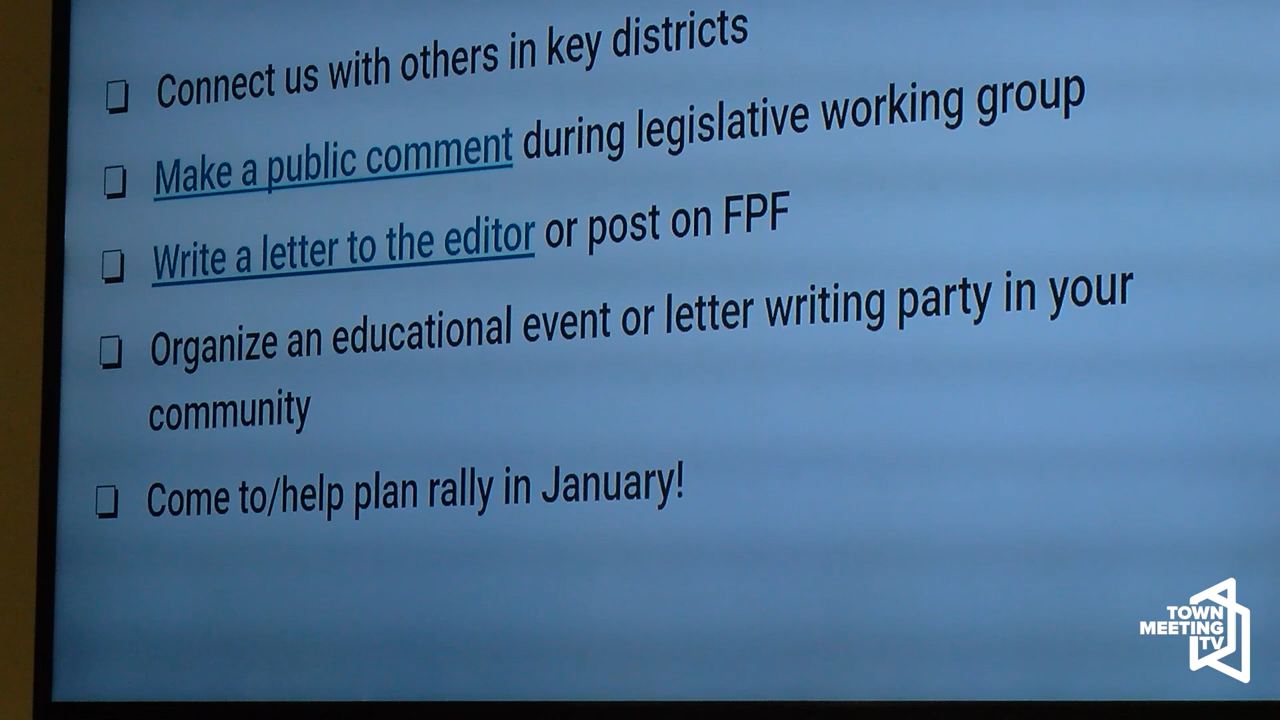 Connect us with others in key districts
Make a public comment during legislative working group
Write a letter to the editor or post on FPF
Organize an educational event or letter writing party in your
community
Come to/help plan rally in January!
TOWN
MEETING
TV